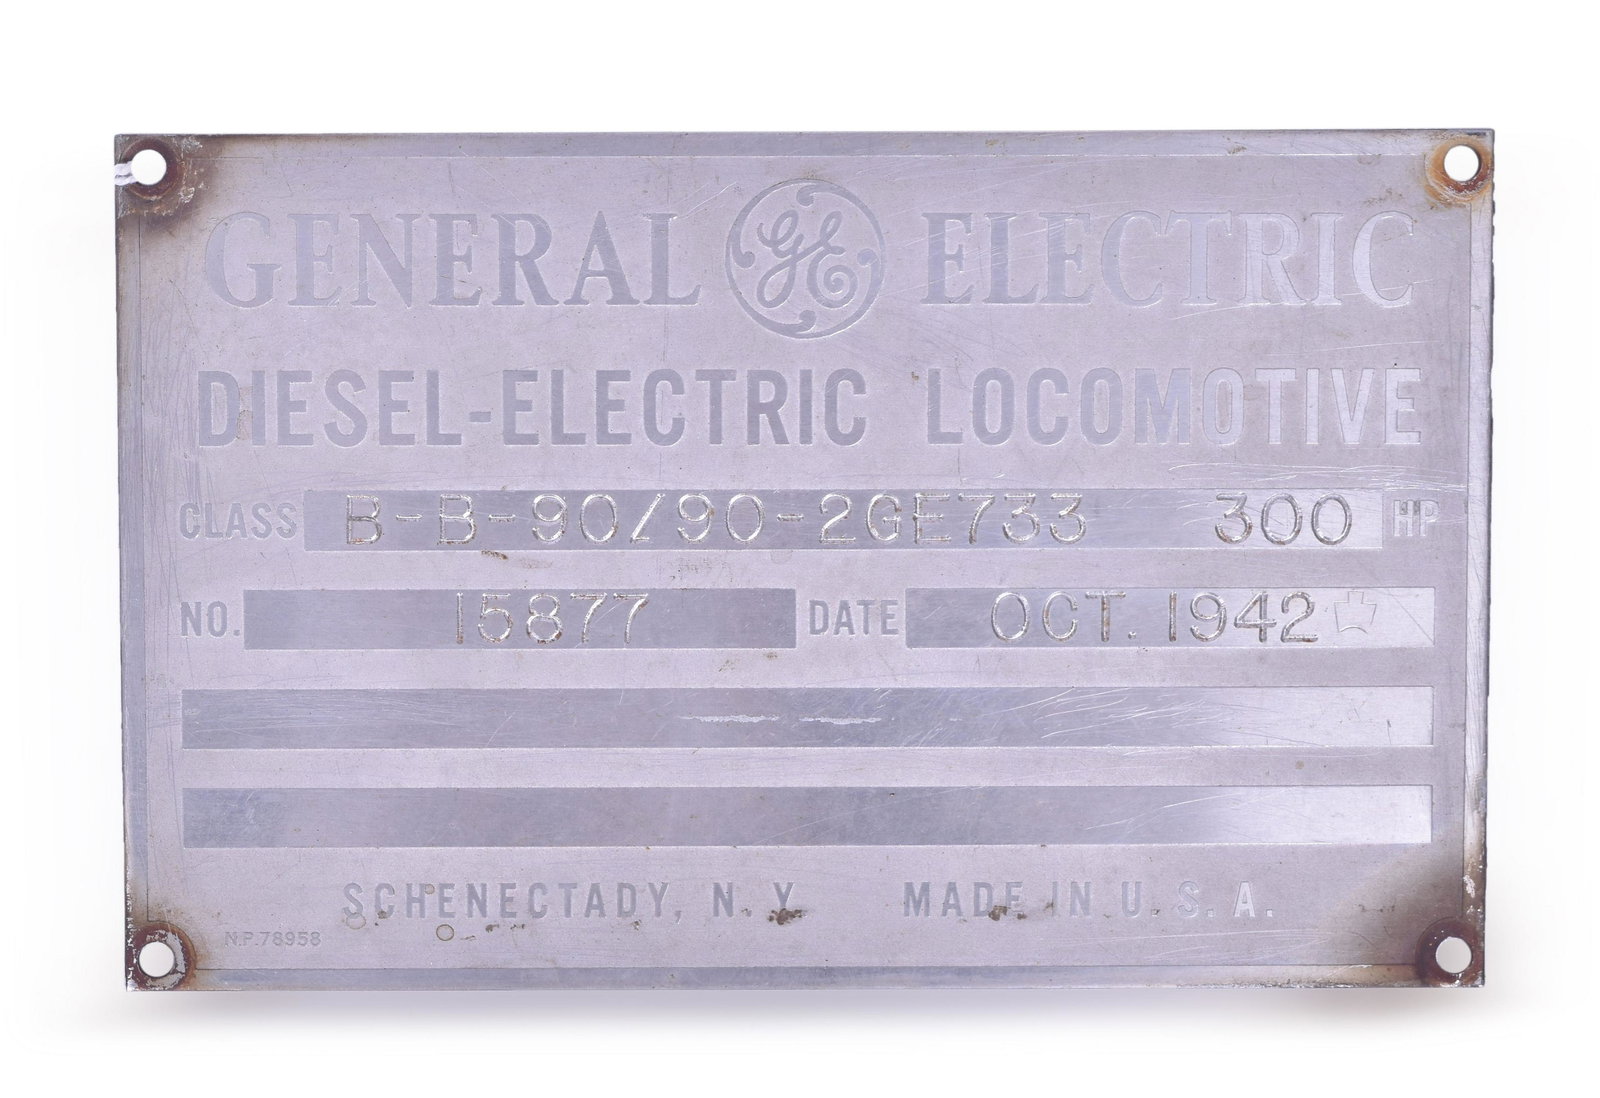 GENERAL GE ELECTRIC
DIESEL-ELECTRIC LOCOMOTIVE
CLASS B-B-90/90-2GE733 300 HP
NO. 15877 DATE OCT. 1942
SCHENECTADY, N.Y. MADE IN U.S.A.
N.P.78958